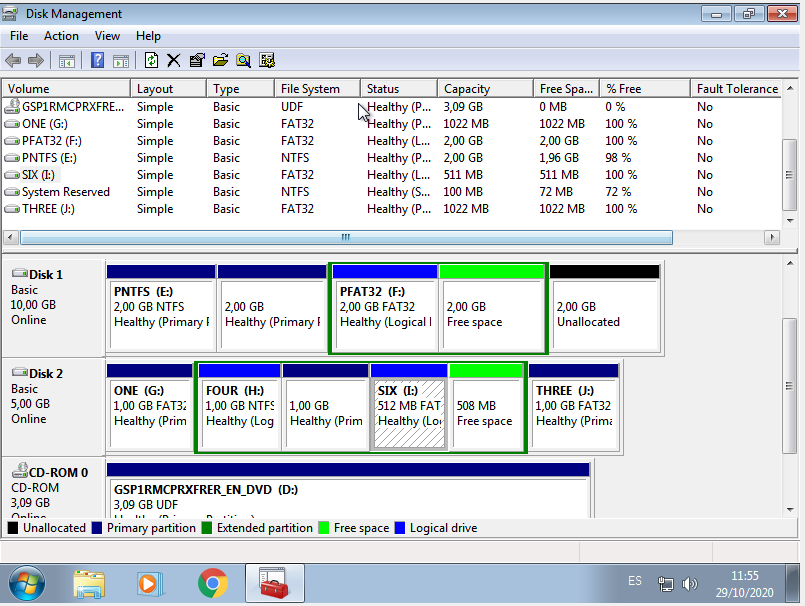 Disk Management
File Action View Help
Volume Layout Type File System Status Capacity Free Spa... % Free Fault Tolerance
GSP1RMCPRXFRE... Simple Basic UDF Healthy (P... 3,09 GB 0 MB 0 % No
ONE (G:) Simple Basic FAT32 Healthy (P... 1022 MB 1022 MB 100 % No
PFAT32 (F:) Simple Basic FAT32 Healthy (L... 2,00 GB 2,00 GB 100 % No
PNTFS (E:) Simple Basic NTFS Healthy (P... 2,00 GB 1,96 GB 98 % No
SIX (I:) Simple Basic FAT32 Healthy (L... 511 MB 511 MB 100 % No
System Reserved Simple Basic NTFS Healthy (S... 100 MB 72 MB 72 % No
THREE (J:) Simple Basic FAT32 Healthy (P... 1022 MB 1022 MB 100 % No
Disk 1
Basic
10,00 GB
Online
PNTFS (E:)
2,00 GB NTFS
Healthy (Primary
2,00 GB
Healthy (Primary
PFAT32 (F:)
2,00 GB FAT32
Healthy (Logical
2,00 GB
Free space
2,00 GB
Unallocated
Disk 2
Basic
5,00 GB
Online
ONE (G:)
1,00 GB FAT32
Healthy (Prim
FOUR (H:)
1,00 GB NTFS
Healthy (Log
1,00 GB
Healthy (Prim
SIX (I:)
512 MB FAT
Healthy (Lo
508 MB
Free space
THREE (J:)
1,00 GB FAT32
Healthy (Prima
CD-ROM 0
CD-ROM
3,09 GB
Online
GSP1RMCPRXFRER_EN_DVD (D:)
3,09 GB UDF
Healthy (Primary Partition)
Unallocated Primary partition Extended partition Free space Logical drive
ES
11:55
29/10/2020